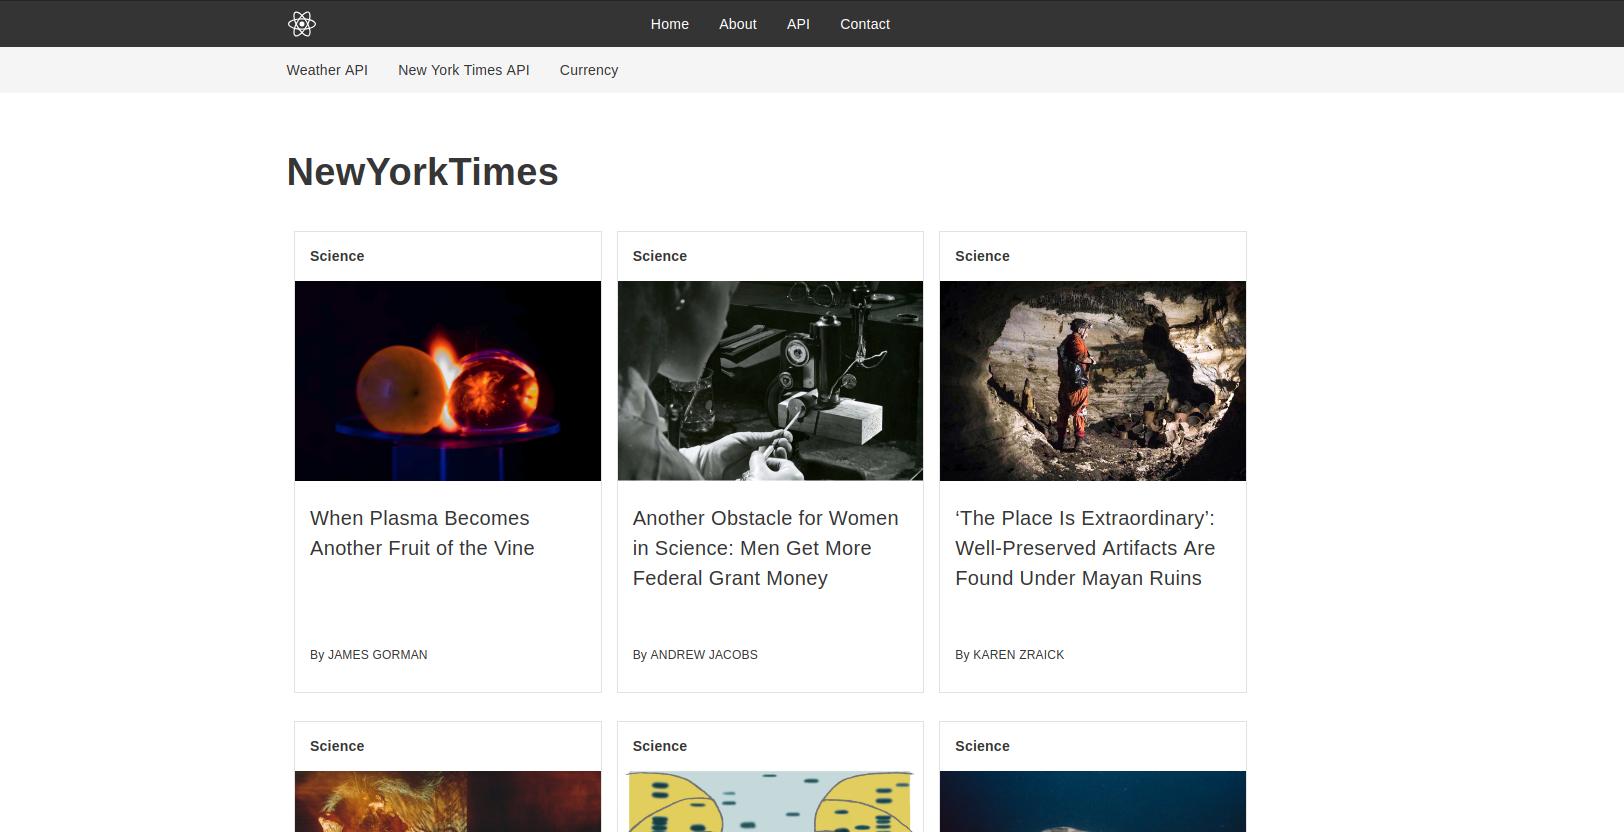 Home About API Contact
Weather API New York Times API Currency
NewYorkTimes
Science
When Plasma Becomes
Another Fruit of the Vine
By JAMES GORMAN
Science
Another Obstacle for Women
in Science: Men Get More
Federal Grant Money
By ANDREW JACOBS
Science
‘The Place Is Extraordinary’:
Well-Preserved Artifacts Are
Found Under Mayan Ruins
By KAREN ZRAICK
Science
Science
Science